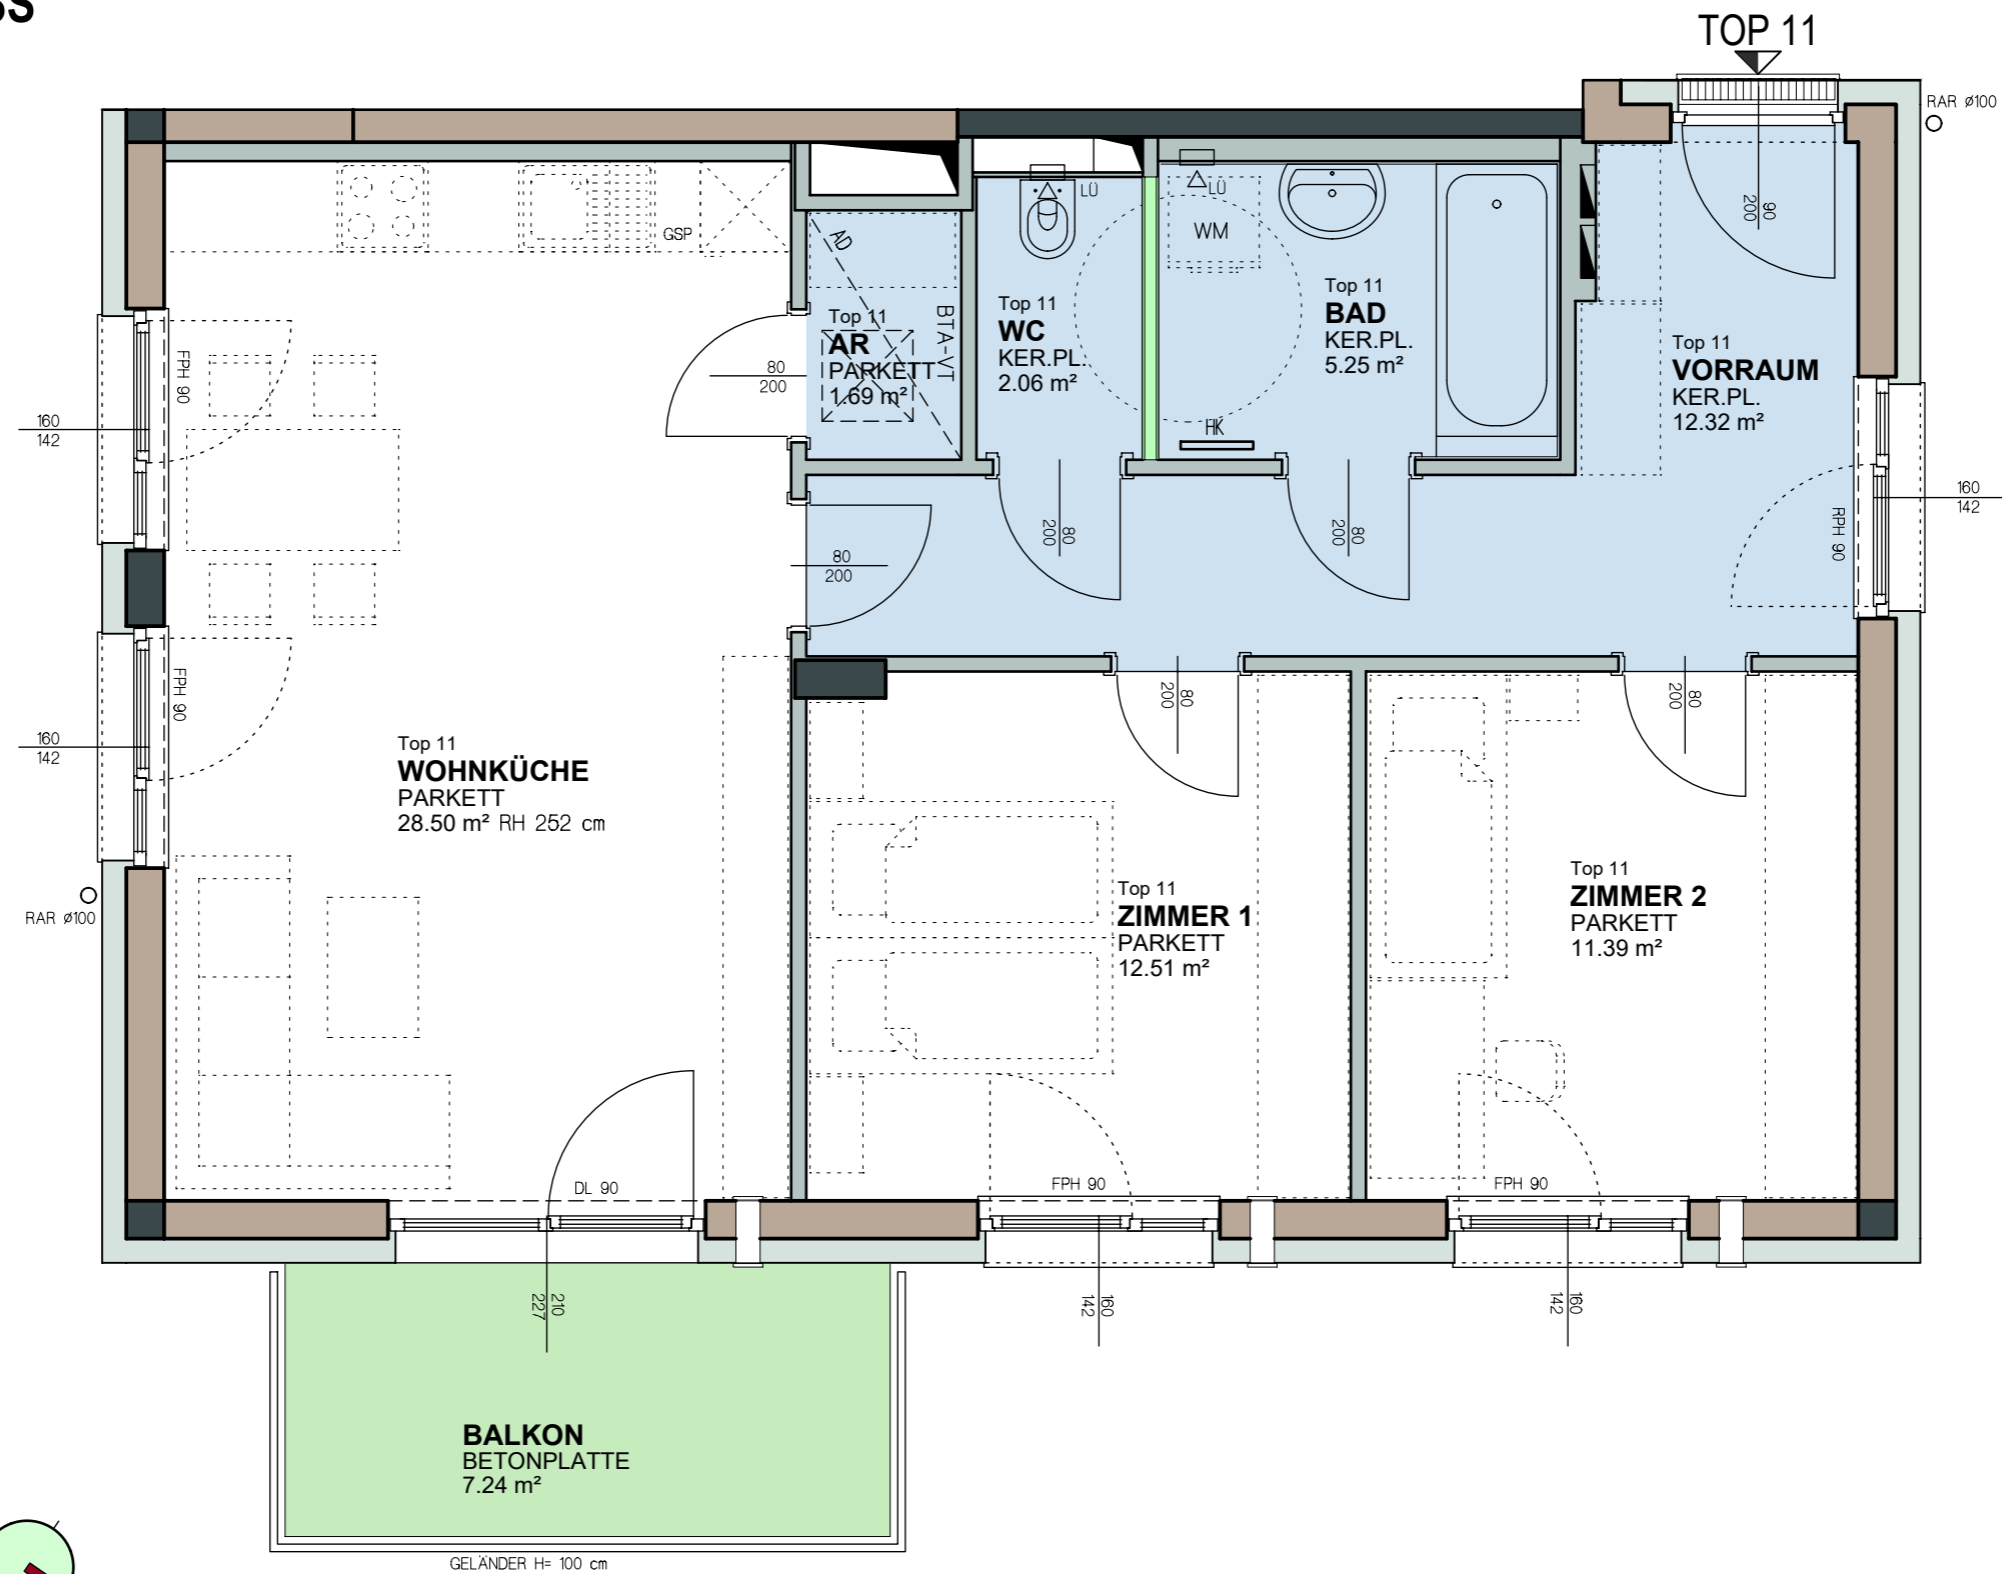 SS
TOP 11
RAR ø100
90
200
GSP
AD
BTA-VT
LÜ
LÜ
WM
Top 11
AR
PARKETT
1.69 m²
Top 11
WC
KER.PL.
2.06 m²
Top 11
BAD
KER.PL.
5.25 m²
HK
Top 11
VORRAUM
KER.PL.
12.32 m²
FPH 90
160
142
80
200
80
200
80
200
80
200
RPH 90
160
142
FPH 90
160
142
80
200
80
200
Top 11
WOHNKÜCHE
PARKETT
28.50 m² RH 252 cm
Top 11
ZIMMER 1
PARKETT
12.51 m²
Top 11
ZIMMER 2
PARKETT
11.39 m²
RAR ø100
DL 90
FPH 90
FPH 90
210
227
160
142
160
142
BALKON
BETONPLATTE
7.24 m²
GELÄNDER H= 100 cm